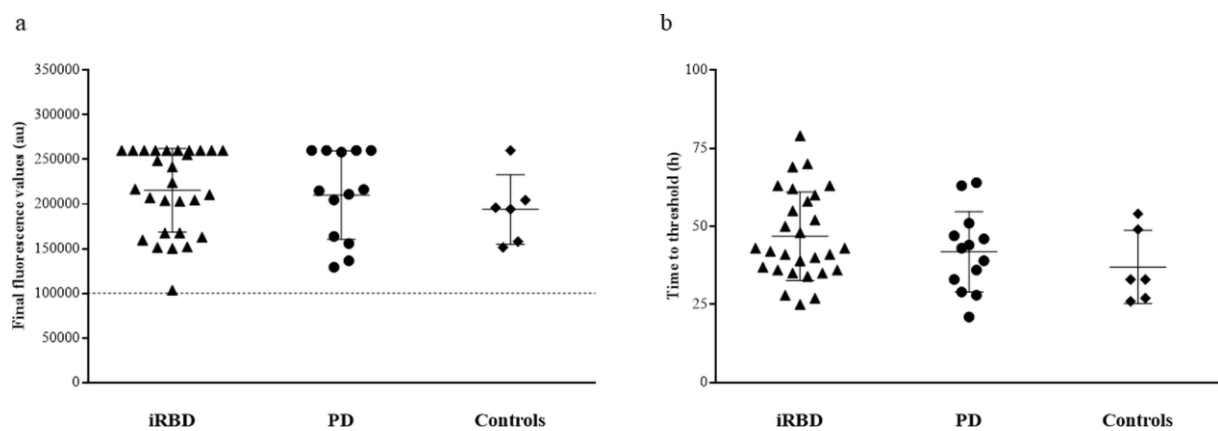 a
Final fluorescence values (au)
350000
300000
250000
200000
150000
100000
50000
0
iRBD PD Controls
b
Time to threshold (h)
100
75
50
25
0
iRBD PD Controls